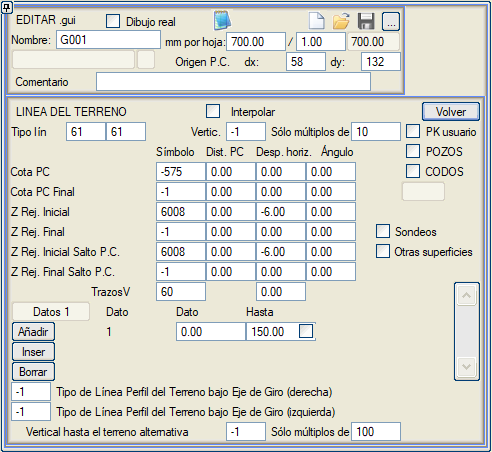 EDITAR .gui Dibujo real ...
Nombre: G001 mm por hoja: 700.00 / 1.00 700.00
Origen P.C. dx: 58 dy: 132
Comentario
LINEA DEL TERRENO Interpolar Volver
Tipo lín 61 61 Vertic. -1 Sólo múltiples de 10 PK usuario
POZOS
Símbolo Dist. PC Desp. horiz. Ángulo
Cota PC -575 0.00 0.00 0.00 CODOS
Cota PC Final -1 0.00 0.00 0.00
Z Rej. Inicial 6008 0.00 -6.00 0.00
Z Rej. Final -1 0.00 0.00 0.00 Sondeos
Z Rej. Inicial Salto P.C. 6008 0.00 -6.00 0.00 Otras superficies
Z Rej. Final Salto P.C. -1 0.00 0.00 0.00
TrazosV 60 0.00
Datos 1 Dato Dato Hasta
Añadir 1 0.00 150.00
Inser
Borrar
-1 Tipo de Línea Perfil del Terreno bajo Eje de Giro (derecha)
-1 Tipo de Línea Perfil del Terreno bajo Eje de Giro (izquierda)
Vertical hasta el terreno alternativa -1 Sólo múltiples de 100